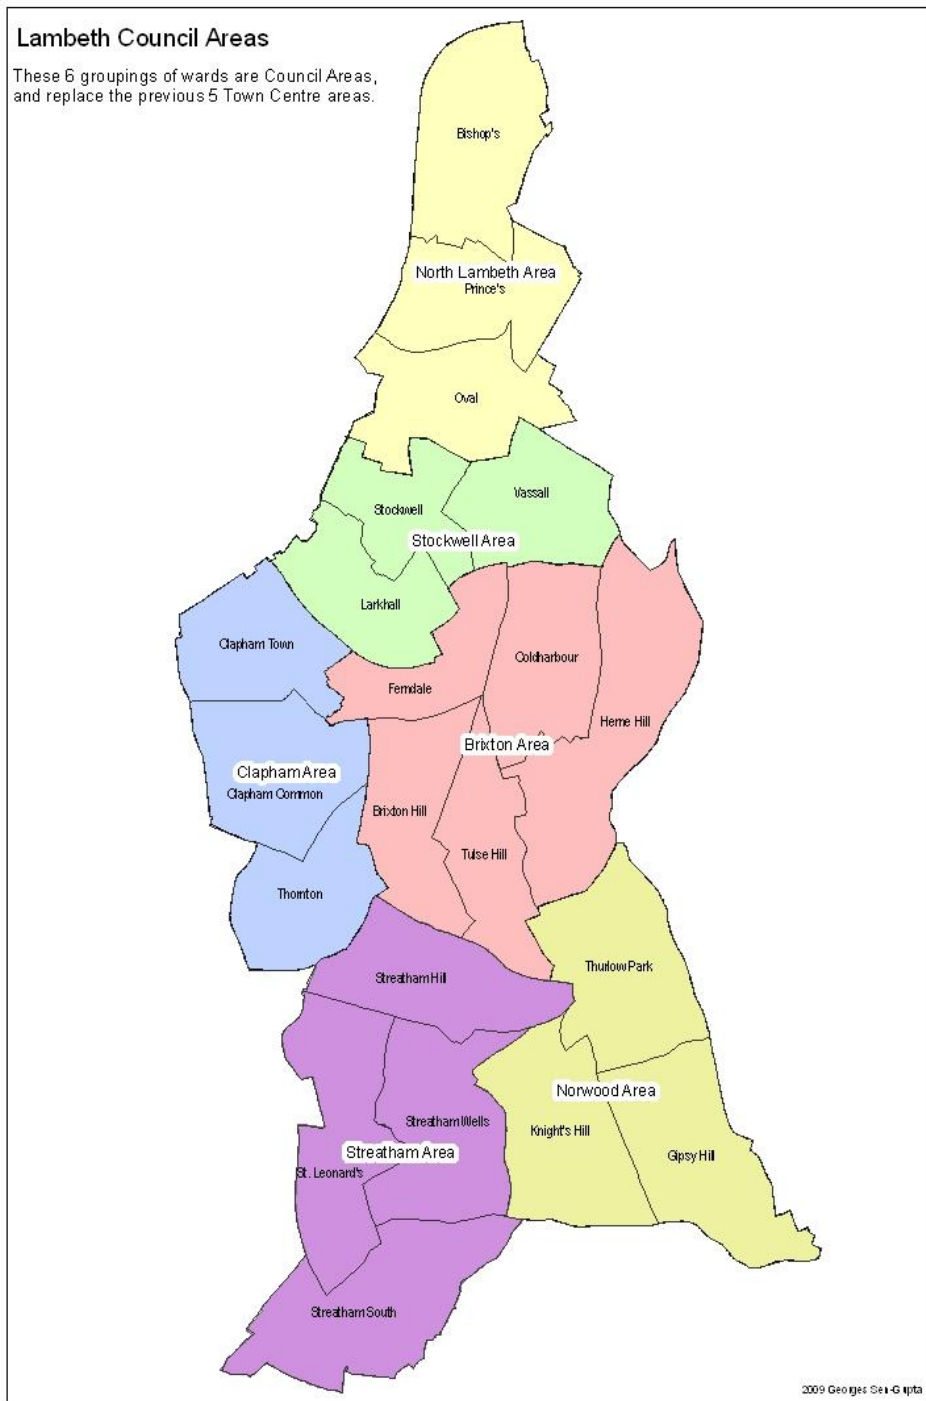 Lambeth Council Areas
These 6 groupings of wards are Council Areas,
and replace the previous 5 Town Centre areas.
Bishop's
North Lambeth Area
Prince's
Oval
Vassall
Stockwell
Stockwell Area
Larkhall
Clapham Town
Coldharbour
Ferndale
Herne Hill
Brixton Area
Clapham Area
Clapham Common
Brixton Hill
Tulse Hill
Thornton
Thurlow Park
Streatham Hill
Norwood Area
Streatham Wells
Knight's Hill
Streatham Area
Gipsy Hill
St. Leonard's
Streatham South
2009 Georges Sen-Gupta